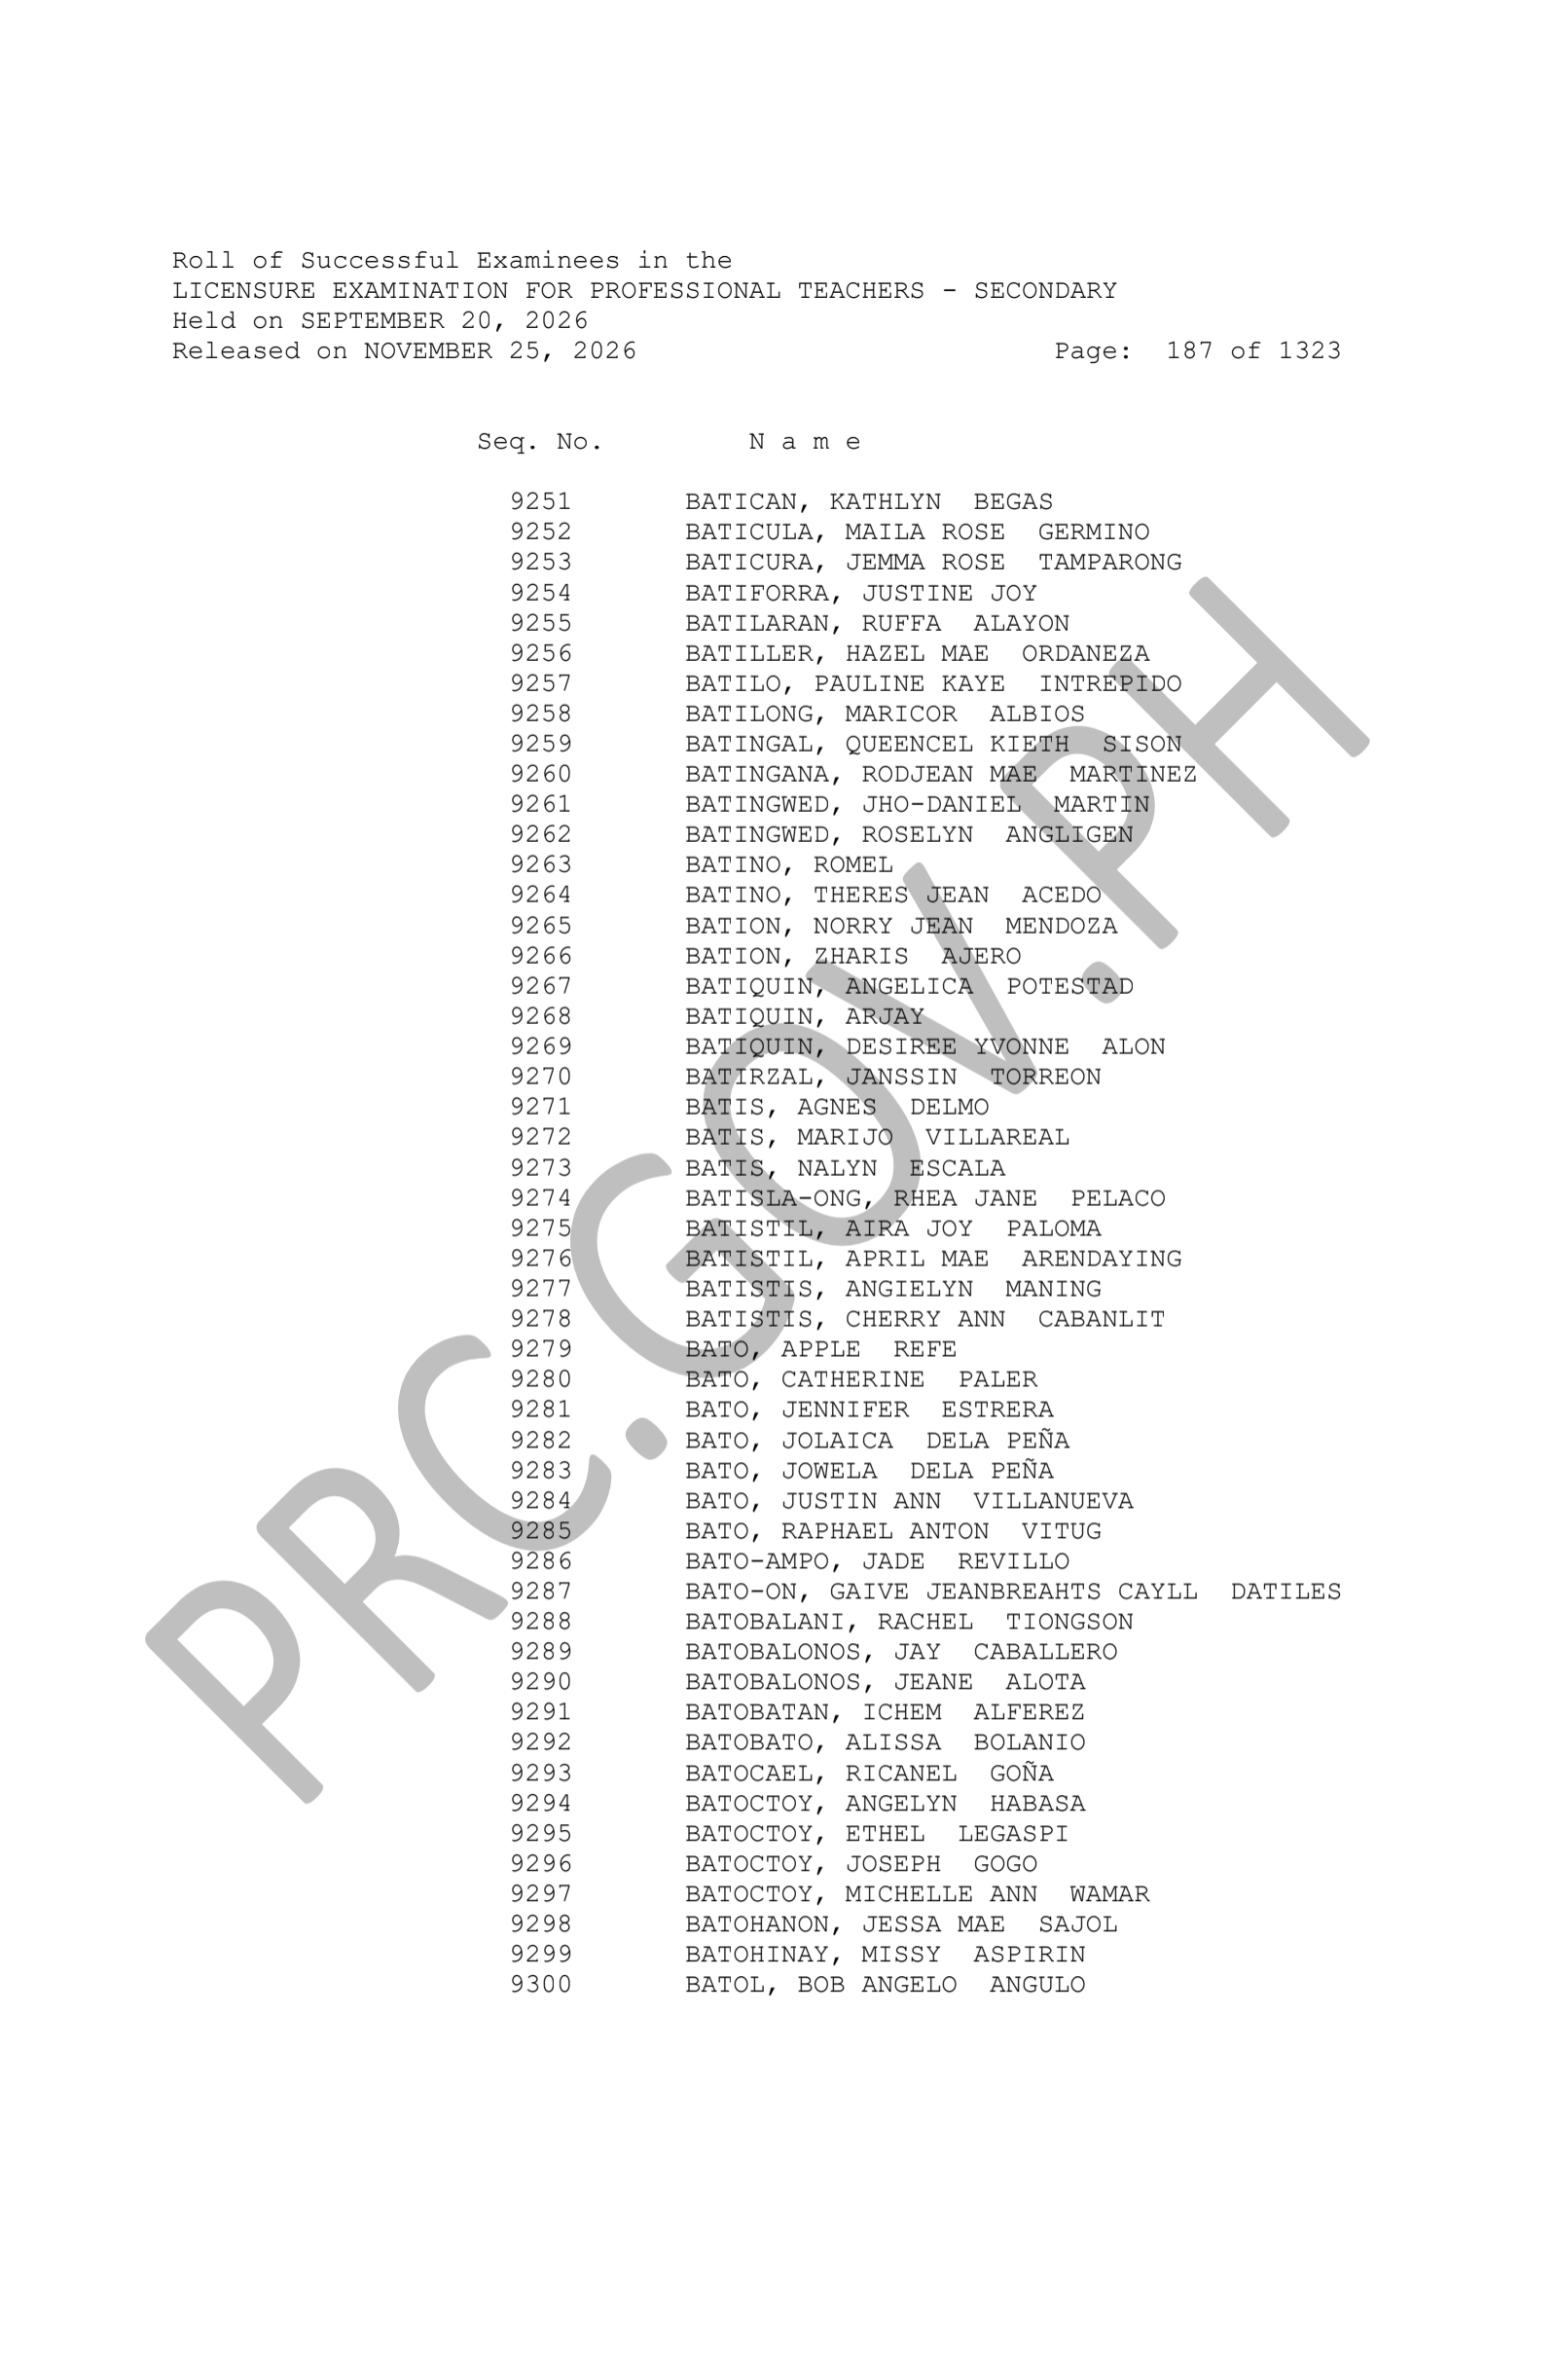 Roll of Successful Examinees in the
LICENSURE EXAMINATION FOR PROFESSIONAL TEACHERS - SECONDARY
Held on SEPTEMBER 20, 2026
Released on NOVEMBER 25, 2026 Page: 187 of 1323
Seq. No. N a m e
9251 BATICAN, KATHLYN BEGAS
9252 BATICULA, MAILA ROSE GERMINO
9253 BATICURA, JEMMA ROSE TAMPARONG
9254 BATIFORRA, JUSTINE JOY
9255 BATILARAN, RUFFA ALAYON
9256 BATILLER, HAZEL MAE ORDANEZA
9257 BATILO, PAULINE KAYE INTREPIDO
9258 BATILONG, MARICOR ALBIOS
9259 BATINGAL, QUEENCEL KIETH SISON
9260 BATINGANA, RODJEAN MAE MARTINEZ
9261 BATINGWED, JHO-DANIEL MARTIN
9262 BATINGWED, ROSELYN ANGLIGEN
9263 BATINO, ROMEL
9264 BATINO, THERES JEAN ACEDO
9265 BATION, NORRY JEAN MENDOZA
9266 BATION, ZHARIS AJERO
9267 BATIQUIN, ANGELICA POTESTAD
9268 BATIQUIN, ARJAY
9269 BATIQUIN, DESIREE YVONNE ALON
9270 BATIRZAL, JANSSIN TORREON
9271 BATIS, AGNES DELMO
9272 BATIS, MARIJO VILLAREAL
9273 BATIS, NALYN ESCALA
9274 BATISLA-ONG, RHEA JANE PELACO
9275 BATISTIL, AIRA JOY PALOMA
9276 BATISTIL, APRIL MAE ARENDAYING
9277 BATISTIS, ANGIELYN MANING
9278 BATISTIS, CHERRY ANN CABANLIT
9279 BATO, APPLE REFE
9280 BATO, CATHERINE PALER
9281 BATO, JENNIFER ESTRERA
9282 BATO, JOLAICA DELA PEÑA
9283 BATO, JOWELA DELA PEÑA
9284 BATO, JUSTIN ANN VILLANUEVA
9285 BATO, RAPHAEL ANTON VITUG
9286 BATO-AMPO, JADE REVILLO
9287 BATO-ON, GAIVE JEANBREAHTS CAYLL DATILES
9288 BATOBALANI, RACHEL TIONGSON
9289 BATOBALONOS, JAY CABALLERO
9290 BATOBALONOS, JEANE ALOTA
9291 BATOBATAN, ICHEM ALFEREZ
9292 BATOBATO, ALISSA BOLANIO
9293 BATOCAEL, RICANEL GOÑA
9294 BATOCTOY, ANGELYN HABASA
9295 BATOCTOY, ETHEL LEGASPI
9296 BATOCTOY, JOSEPH GOGO
9297 BATOCTOY, MICHELLE ANN WAMAR
9298 BATOHANON, JESSA MAE SAJOL
9299 BATOHINAY, MISSY ASPIRIN
9300 BATOL, BOB ANGELO ANGULO
PRC.GOV.PH